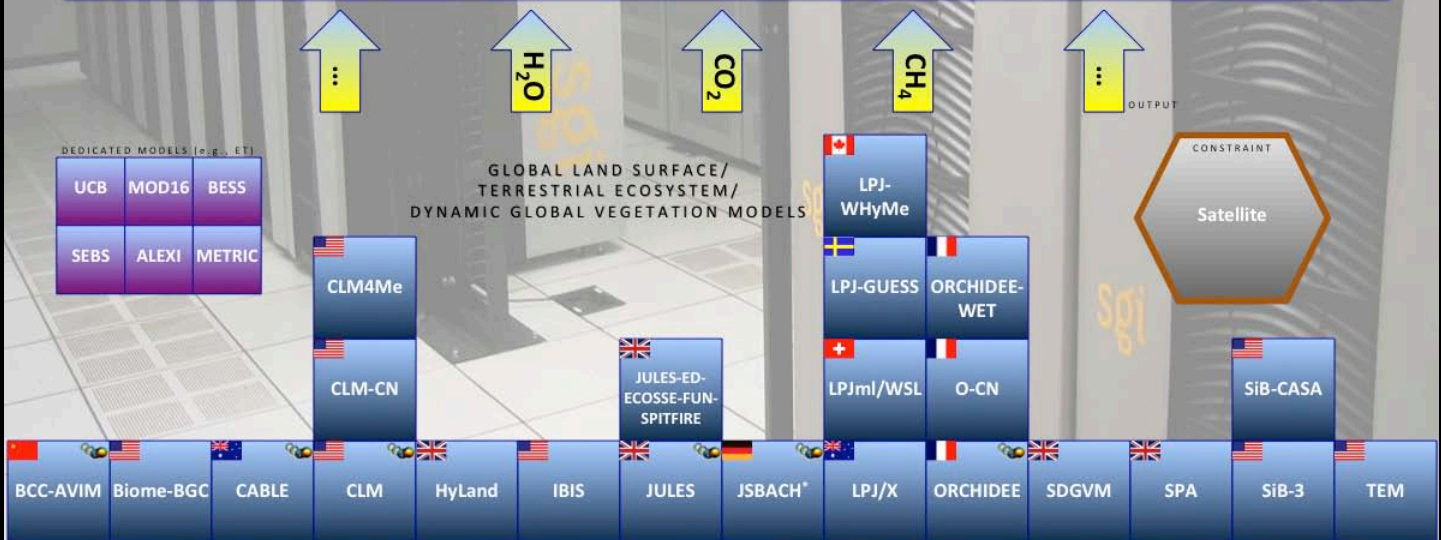 ...
H₂O
CO₂
CH₄
...
OUTPUT
DEDICATED MODELS (e.g., ET)
UCB MOD16 BESS
SEBS ALEXI METRIC
GLOBAL LAND SURFACE/
TERRESTRIAL ECOSYSTEM/
DYNAMIC GLOBAL VEGETATION MODELS
CONSTRAINT
Satellite
LPJ-
WHyMe
CLM4Me
LPJ-GUESS
ORCHIDEE-
WET
CLM-CN
JULES-ED-
ECOSSE-FUN-
SPITFIRE
LPJml/WSL
O-CN
SiB-CASA
BCC-AVIM
Biome-BGC
CABLE
CLM
HyLand
IBIS
JULES
JSBACH*
LPJ/X
ORCHIDEE
SDGVM
SPA
SiB-3
TEM
sgi
sgi